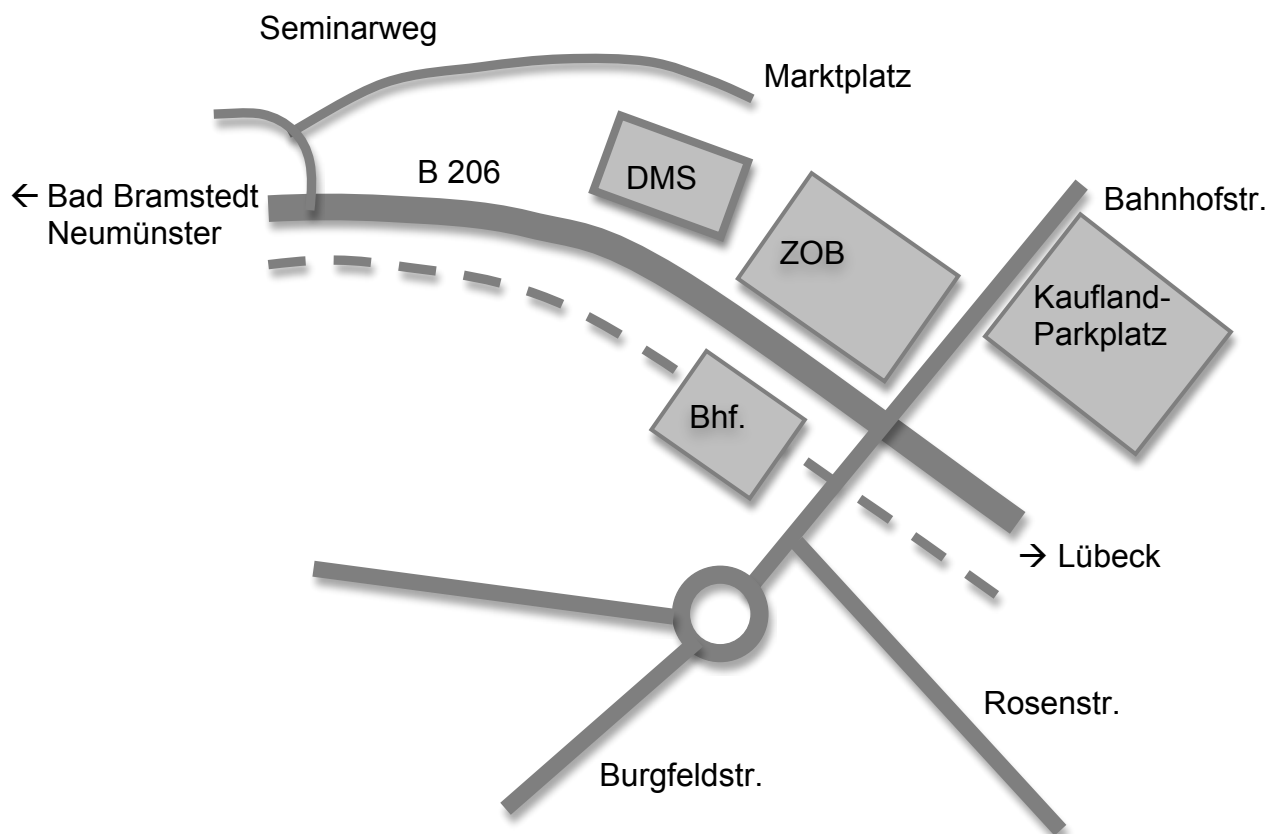 Seminarweg
Marktplatz
B 206
← Bad Bramstedt
Neumünster
DMS
Bahnhofstr.
ZOB
Kaufland-
Parkplatz
Bhf.
→ Lübeck
Rosenstr.
Burgfeldstr.